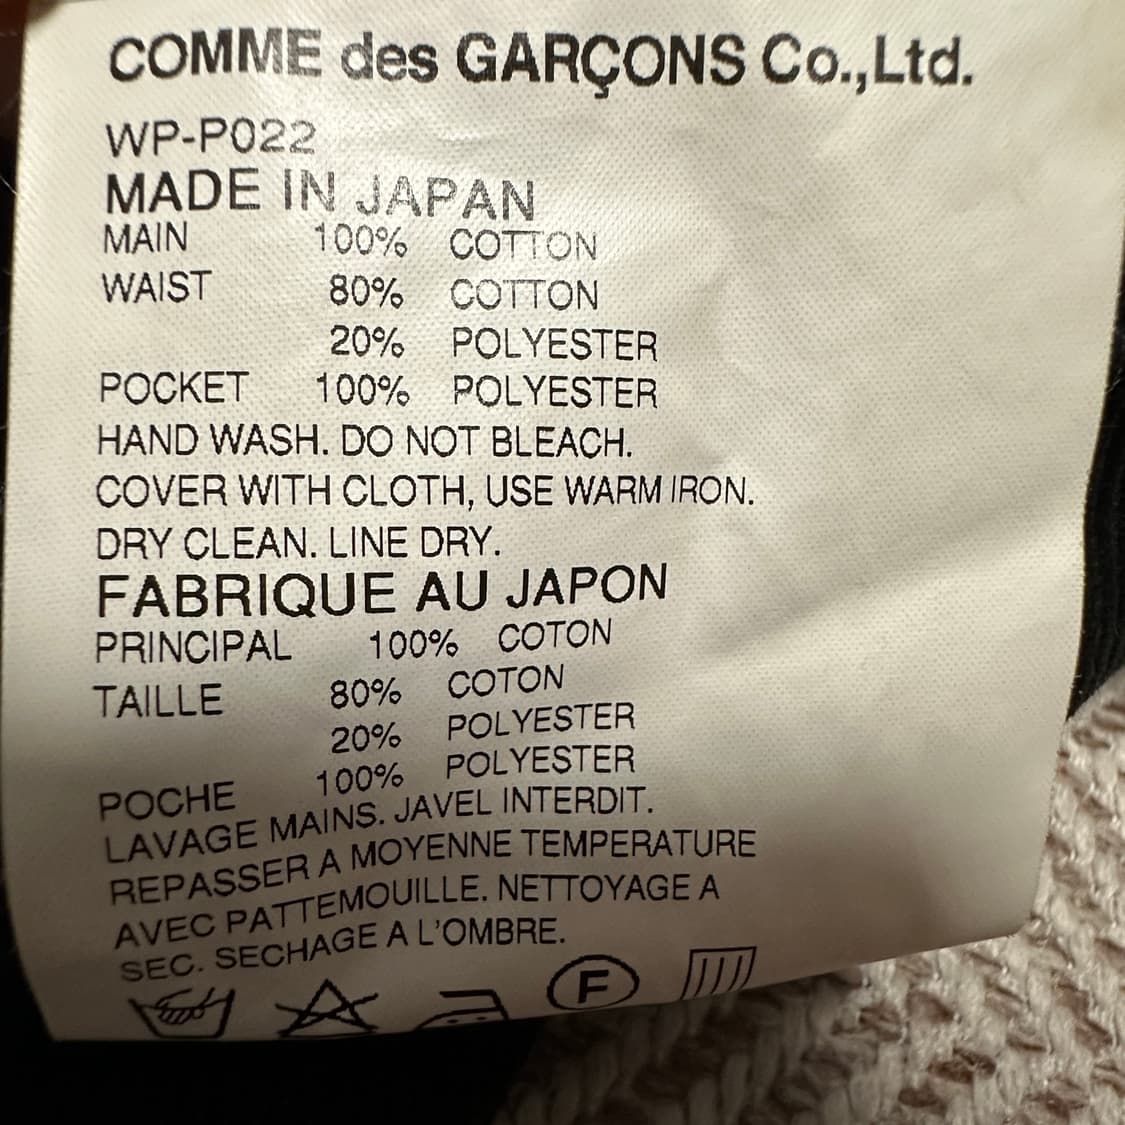 COMME des GARÇONS Co.,Ltd.
WP-P022
MADE IN JAPAN
MAIN 100% COTTON
WAIST 80% COTTON
20% POLYESTER
POCKET 100% POLYESTER
HAND WASH. DO NOT BLEACH.
COVER WITH CLOTH, USE WARM IRON.
DRY CLEAN. LINE DRY.
FABRIQUE AU JAPON
PRINCIPAL 100% COTON
TAILLE 80% COTON
20% POLYESTER
POCHE 100% POLYESTER
LAVAGE MAINS. JAVEL INTERDIT.
REPASSER A MOYENNE TEMPERATURE
AVEC PATTEMOUILLE. NETTOYAGE A
SEC. SECHAGE A L'OMBRE.
F